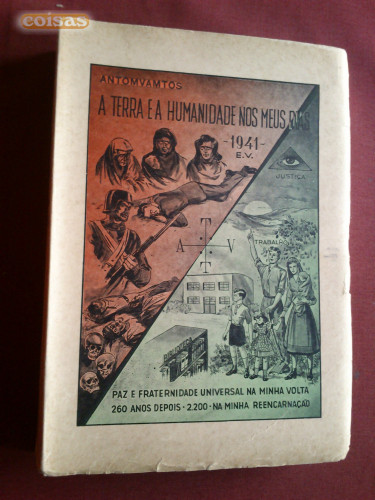 coisas
ANTOMVAMTOS
A TERRA E A HUMANIDADE NOS MEUS DIAS
-1941-
E.V.
JUSTIÇA
T
A V
T
TRABALHO
PAZ E FRATERNIDADE UNIVERSAL NA MINHA VOLTA
260 ANOS DEPOIS - 2.200 - NA MINHA REENCARNAÇÃO